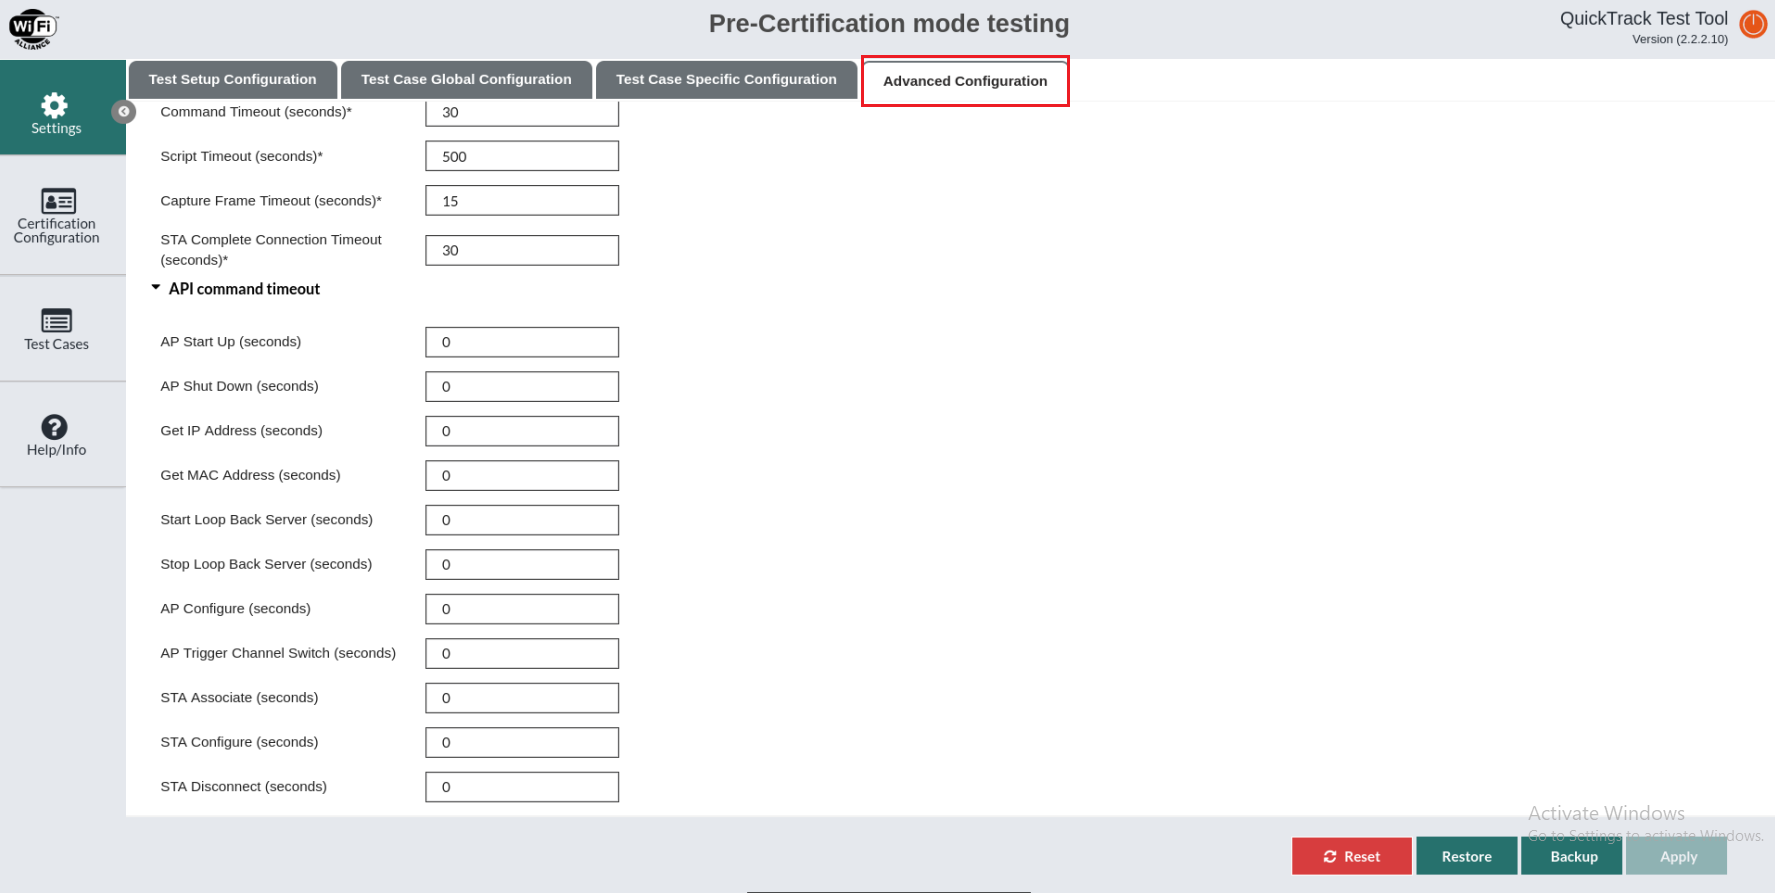 Wi Fi
ALLIANCE
Pre-Certification mode testing
QuickTrack Test Tool
Version (2.2.2.10)
Test Setup Configuration
Test Case Global Configuration
Test Case Specific Configuration
Advanced Configuration
Settings
Certification
Configuration
Test Cases
Help/Info
Command Timeout (seconds)* 30
Script Timeout (seconds)* 500
Capture Frame Timeout (seconds)* 15
STA Complete Connection Timeout
(seconds)* 30
API command timeout
AP Start Up (seconds) 0
AP Shut Down (seconds) 0
Get IP Address (seconds) 0
Get MAC Address (seconds) 0
Start Loop Back Server (seconds) 0
Stop Loop Back Server (seconds) 0
AP Configure (seconds) 0
AP Trigger Channel Switch (seconds) 0
STA Associate (seconds) 0
STA Configure (seconds) 0
STA Disconnect (seconds) 0
Activate Windows
Go to Settings to activate Windows.
Reset
Restore
Backup
Apply